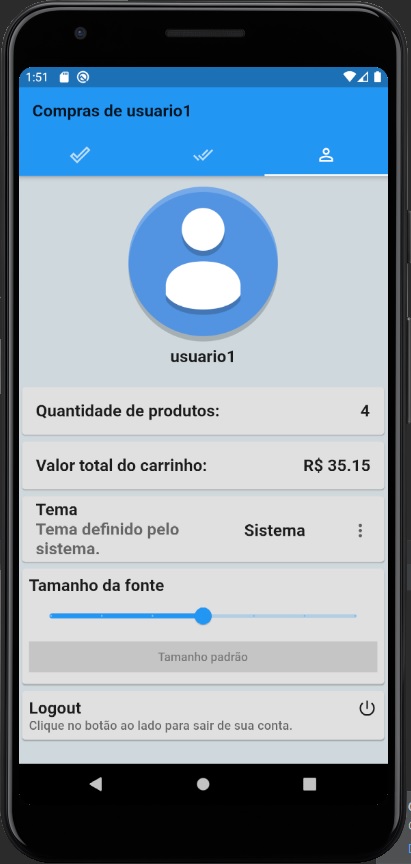 1:51
Compras de usuario1
usuario1
Quantidade de produtos: 4
Valor total do carrinho: R$ 35.15
Tema
Tema definido pelo
sistema.
Sistema
Tamanho da fonte
Tamanho padrão
Logout
Clique no botão ao lado para sair de sua conta.